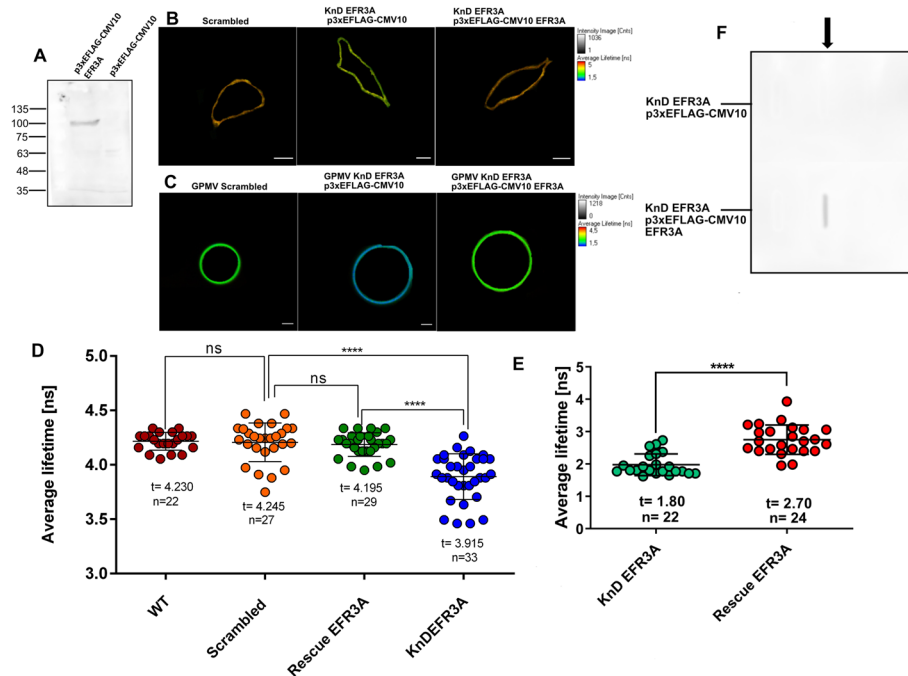 A
p3xEFLAG-CMV10
EFR3A
p3xEFLAG-CMV10
135
100
75
63
48
35
B
Scrambled
KnD EFR3A
p3xEFLAG-CMV10
KnD EFR3A
p3xEFLAG-CMV10 EFR3A
Intensity Image [Cnts]
1036
1
Average Lifetime [ns]
5
1.5
C
GPMV Scrambled
GPMV KnD EFR3A
p3xEFLAG-CMV10
GPMV KnD EFR3A
p3xEFLAG-CMV10 EFR3A
Intensity Image [Cnts]
1218
0
Average Lifetime [ns]
4.5
1.5
F
KnD EFR3A
p3xEFLAG-CMV10
KnD EFR3A
p3xEFLAG-CMV10
EFR3A
D
Average lifetime [ns]
5.0
4.5
4.0
3.5
3.0
ns
****
ns
****
t= 4.230
n=22
t= 4.245
n=27
t= 4.195
n=29
t= 3.915
n=33
WT
Scrambled
Rescue EFR3A
KnDEFR3A
E
Average lifetime [ns]
5
4
3
2
1
0
****
t= 1.80
n= 22
t= 2.70
n= 24
KnD EFR3A
Rescue EFR3A